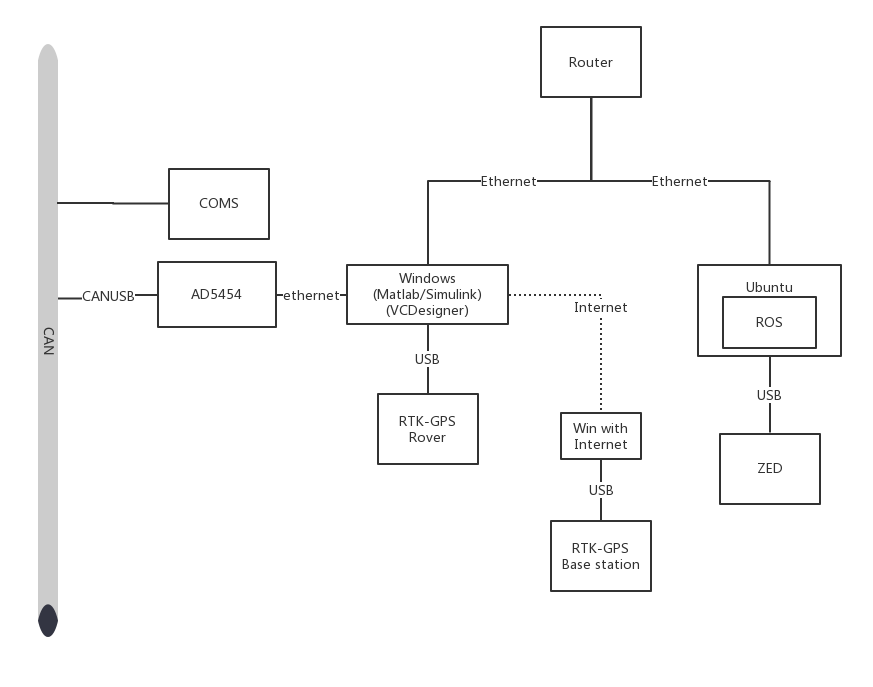 Router
Ethernet
Ethernet
COMS
CANUSB
AD5454
ethernet
Windows
(Matlab/Simulink)
(VCDesigner)
Internet
Ubuntu
ROS
CAN
USB
USB
RTK-GPS
Rover
Win with
Internet
ZED
USB
RTK-GPS
Base station